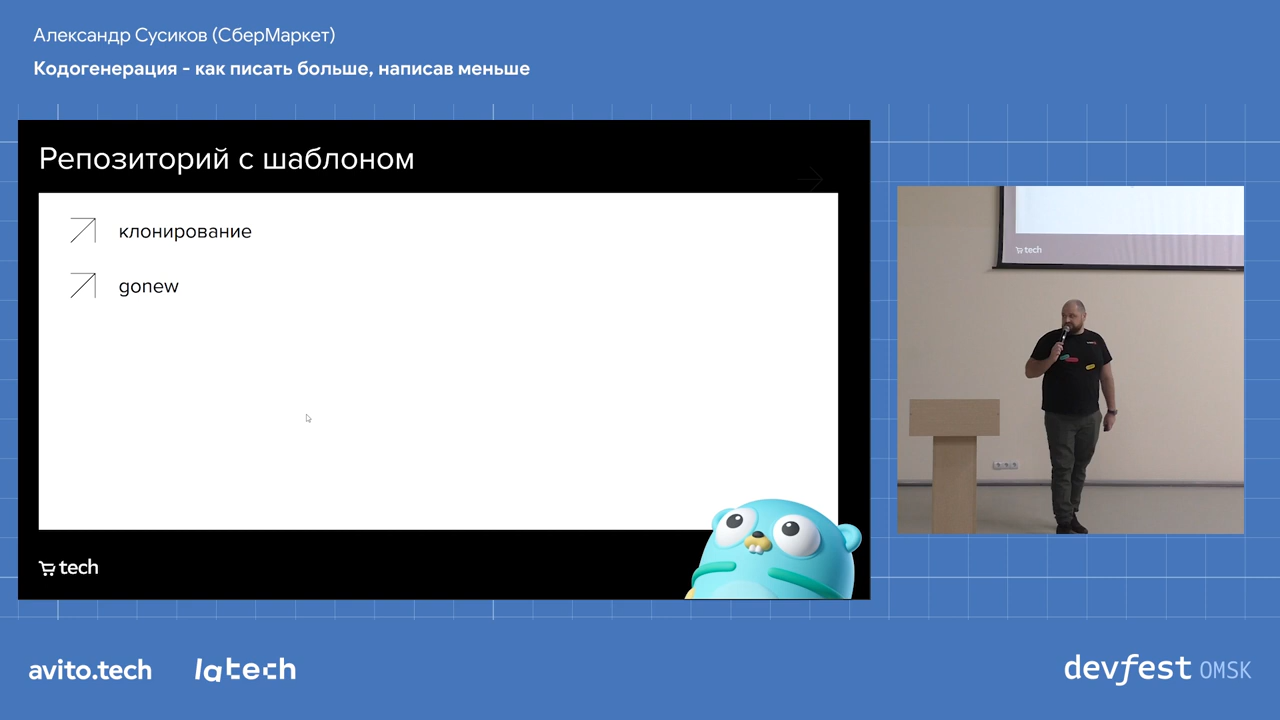 Александр Сусиков (СберМаркет)
Кодогенерация - как писать больше, написав меньше
Репозиторий с шаблоном
клонирование
gonew
tech
tech
avito.tech
latech
devfest OMSK